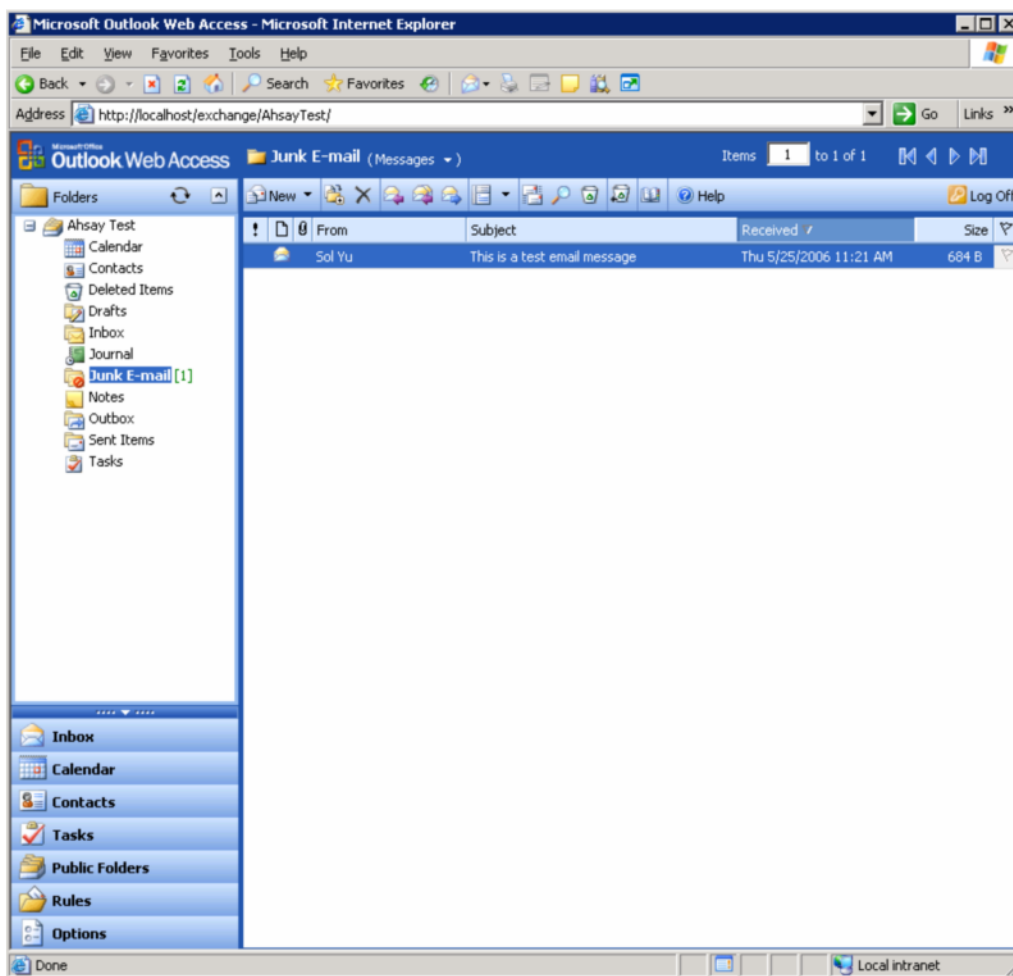 Microsoft Outlook Web Access - Microsoft Internet Explorer
File Edit View Favorites Tools Help
Back Search Favorites
Address http://localhost/exchange/AhsayTest/ Go Links »
Microsoft Office
Outlook Web Access Junk E-mail (Messages ) Items 1 to 1 of 1
Folders New Help Log Off
! From Subject Received Size
Sol Yu This is a test email message Thu 5/25/2006 11:21 AM 684 B
Ahsay Test
Calendar
Contacts
Deleted Items
Drafts
Inbox
Journal
Junk E-mail [1]
Notes
Outbox
Sent Items
Tasks
Inbox
Calendar
Contacts
Tasks
Public Folders
Rules
Options
Done Local intranet